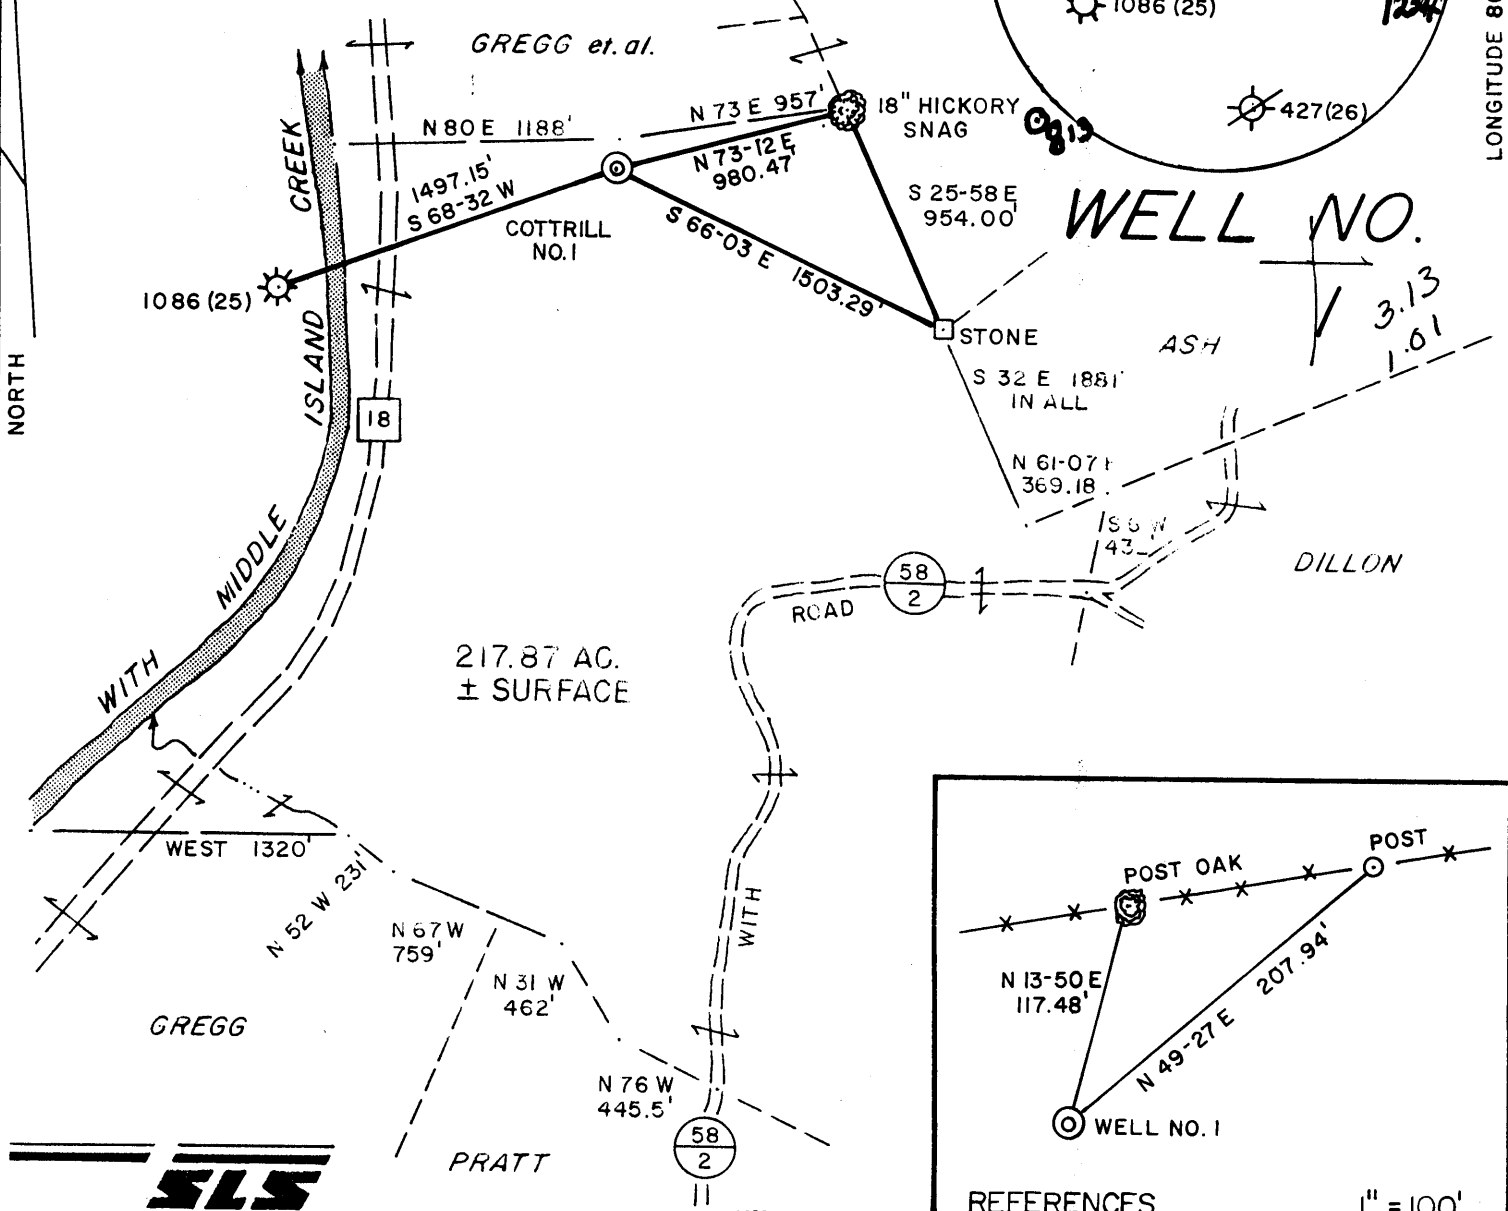 1086 (25)
LONGITUDE 80
GREGG et. al.
427 (26)
813
N 73 E 957'
18" HICKORY
SNAG
N 80 E 1188'
N 73-12 E
980.47'
1497.15'
S 68-32 W
COTTRILL
NO. 1
S 25-58 E
954.00'
S 66-03 E 1503.29'
WELL NO.
1086 (25)
CREEK
ISLAND
MIDDLE
WITH
STONE
ASH
3.13
1.01
NORTH
18
S 32 E 1881'
IN ALL
N 61-07
369.18
S 6 W
43
DILLON
58
2
ROAD
217.87 AC.
± SURFACE
WEST 1320'
N 52 W 231'
N 67 W
759'
N 31 W
462'
WITH
GREGG
N 76 W
445.5'
58
2
PRATT
SLS
POST OAK
POST
N 13-50 E
117.48'
N 49-27 E 207.94'
WELL NO. 1
REFERENCES
1" = 100'